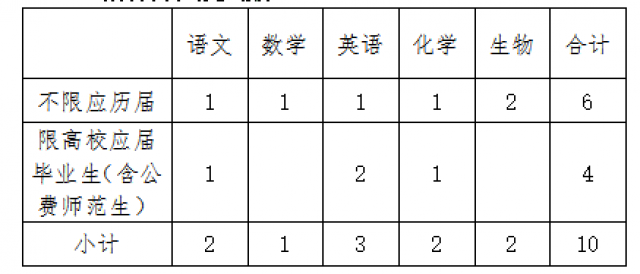 语文 数学 英语 化学 生物 合计
不限应历届 1 1 1 1 2 6
限高校应届
毕业生(含公 1 2 1 4
费师范生)
小计 2 1 3 2 2 10